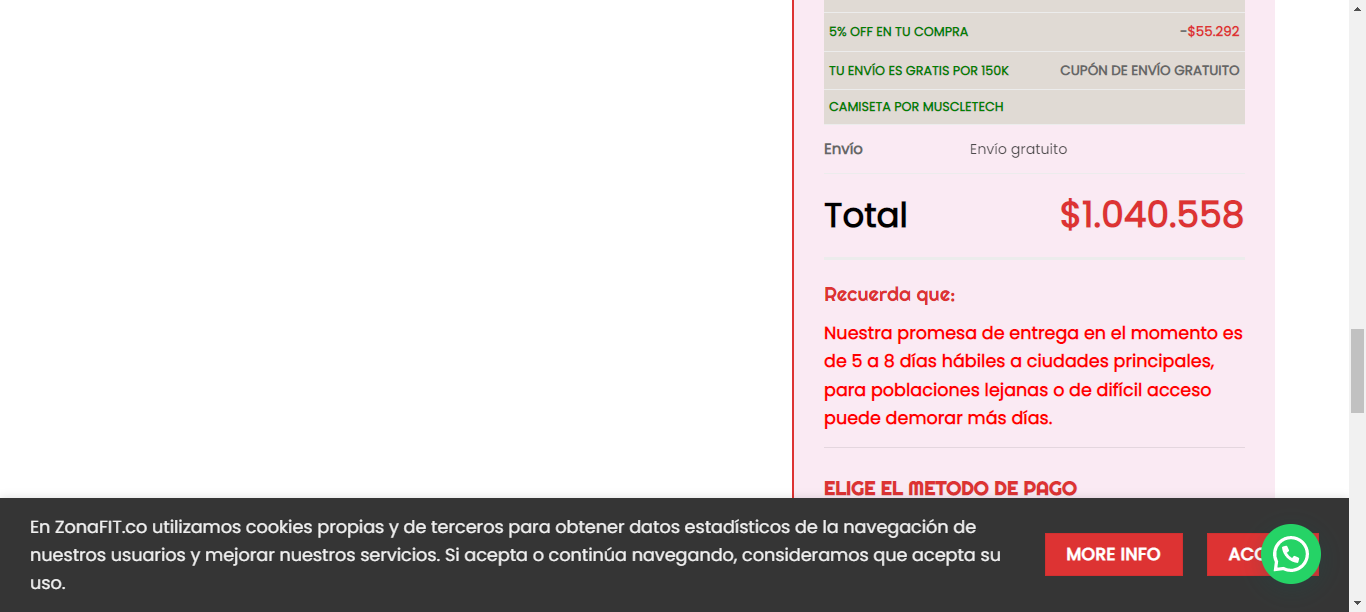 5% OFF EN TU COMPRA -$55.292
TU ENVÍO ES GRATIS POR 150K CUPÓN DE ENVÍO GRATUITO
CAMISETA POR MUSCLETECH
Envío Envío gratuito
Total $1.040.558
Recuerda que:
Nuestra promesa de entrega en el momento es
de 5 a 8 días hábiles a ciudades principales,
para poblaciones lejanas o de difícil acceso
puede demorar más días.
ELIGE EL METODO DE PAGO
En ZonaFIT.co utilizamos cookies propias y de terceros para obtener datos estadísticos de la navegación de
nuestros usuarios y mejorar nuestros servicios. Si acepta o continúa navegando, consideramos que acepta su
uso.
MORE INFO